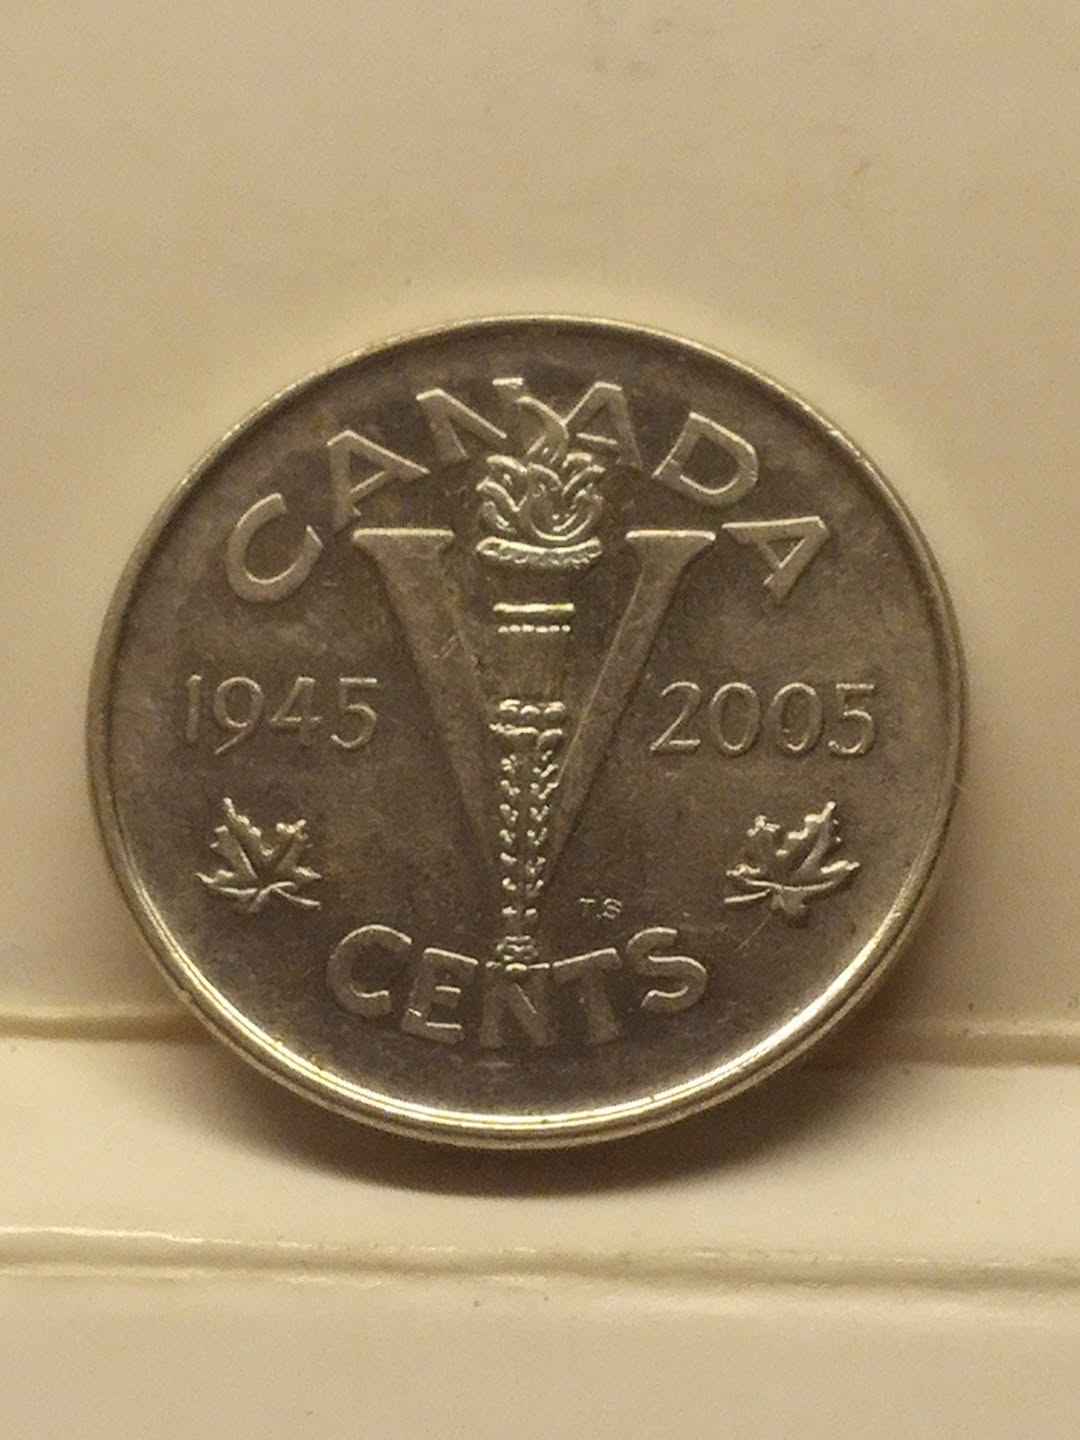 CANADA
V
1945 2005
T.S
CENTS